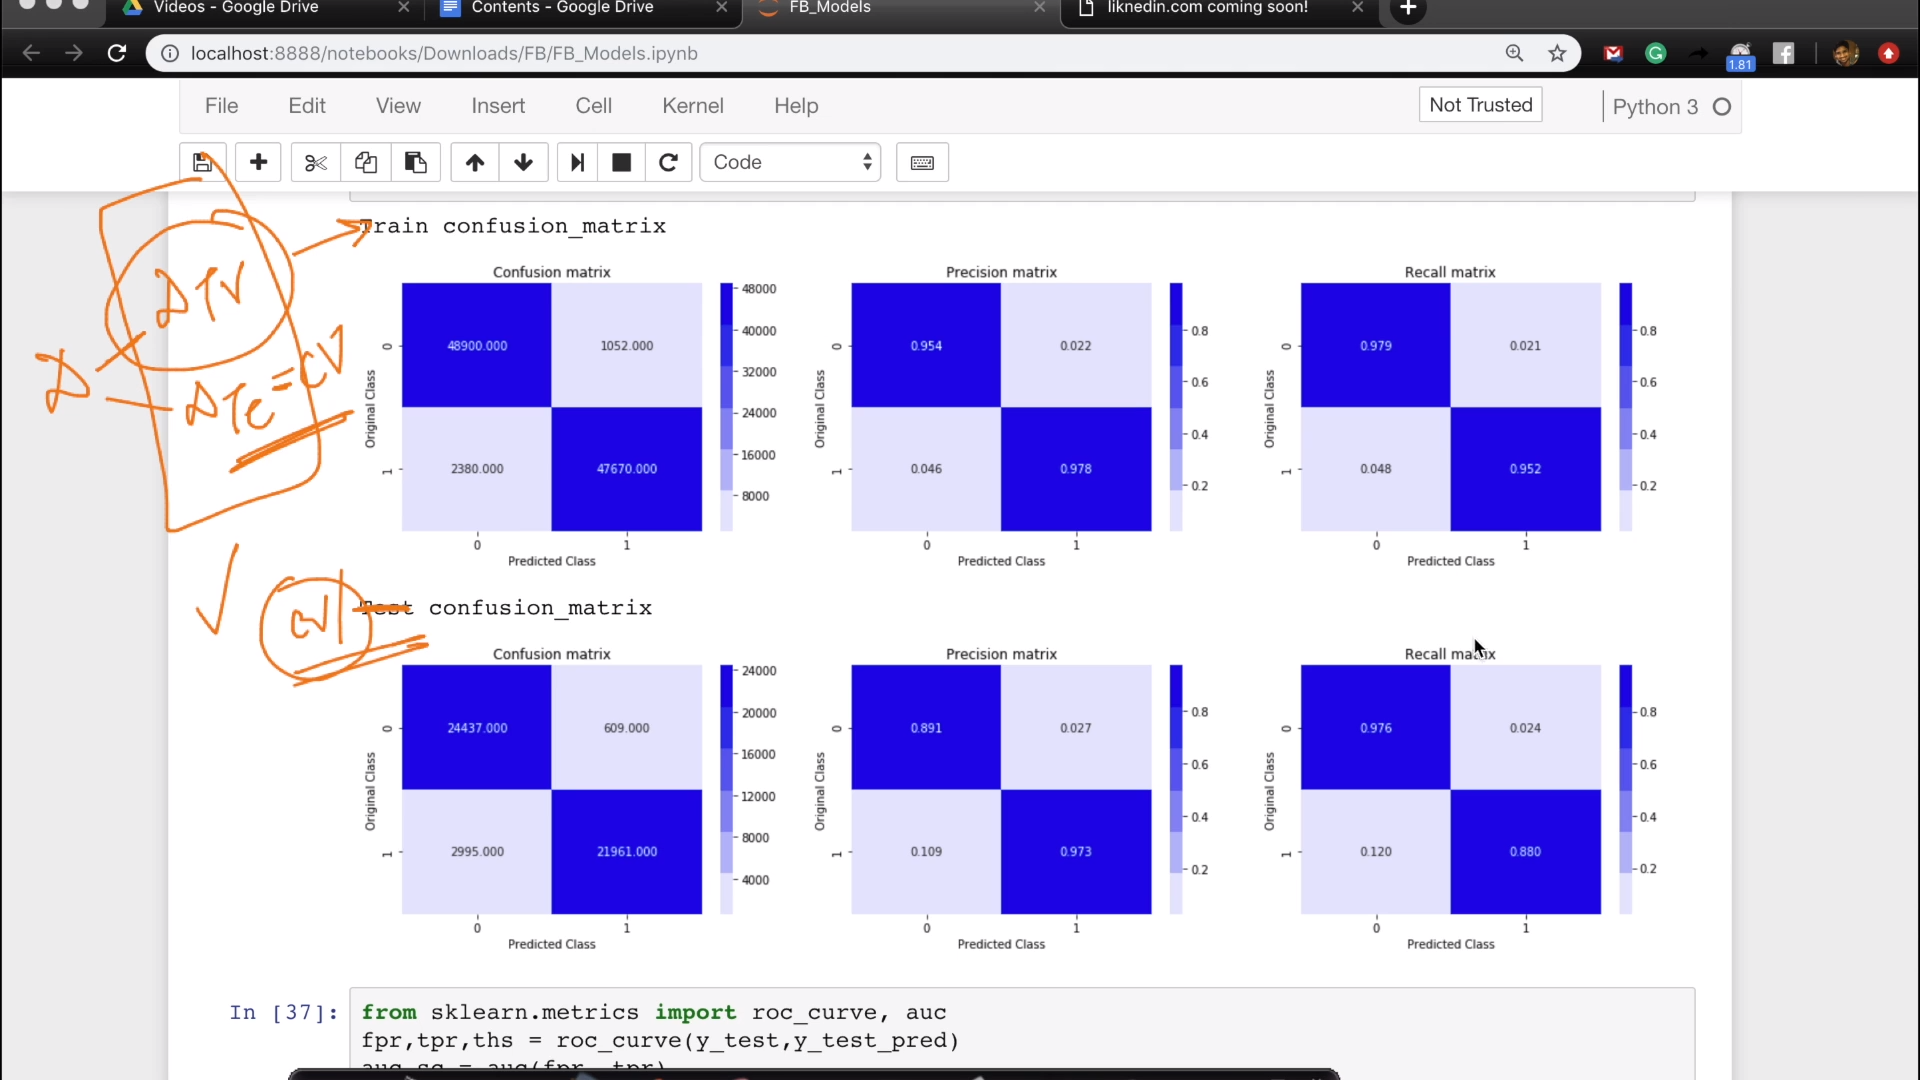 Videos - Google Drive
Contents - Google Drive
FB_Models
liknedin.com coming soon!
localhost:8888/notebooks/Downloads/FB/FB_Models.ipynb
1.81
File Edit View Insert Cell Kernel Help
Not Trusted
Python 3
Code
Train confusion_matrix
D
DTr
DTe = CV
Confusion matrix
48900.000 1052.000
2380.000 47670.000
0
1
0 1
Original Class
Predicted Class
48000
40000
32000
24000
16000
8000
Precision matrix
0.954 0.022
0.046 0.978
0
1
0 1
Original Class
Predicted Class
0.8
0.6
0.4
0.2
Recall matrix
0.979 0.021
0.048 0.952
0
1
0 1
Original Class
Predicted Class
0.8
0.6
0.4
0.2
Test confusion_matrix
Confusion matrix
24437.000 609.000
2995.000 21961.000
0
1
0 1
Original Class
Predicted Class
24000
20000
16000
12000
8000
4000
Precision matrix
0.891 0.027
0.109 0.973
0
1
0 1
Original Class
Predicted Class
0.8
0.6
0.4
0.2
Recall matrix
0.976 0.024
0.120 0.880
0
1
0 1
Original Class
Predicted Class
0.8
0.6
0.4
0.2
In [37]:
from sklearn.metrics import roc_curve, auc
fpr,tpr,ths = roc_curve(y_test,y_test_pred)
auc_sc = auc(fpr, tpr)